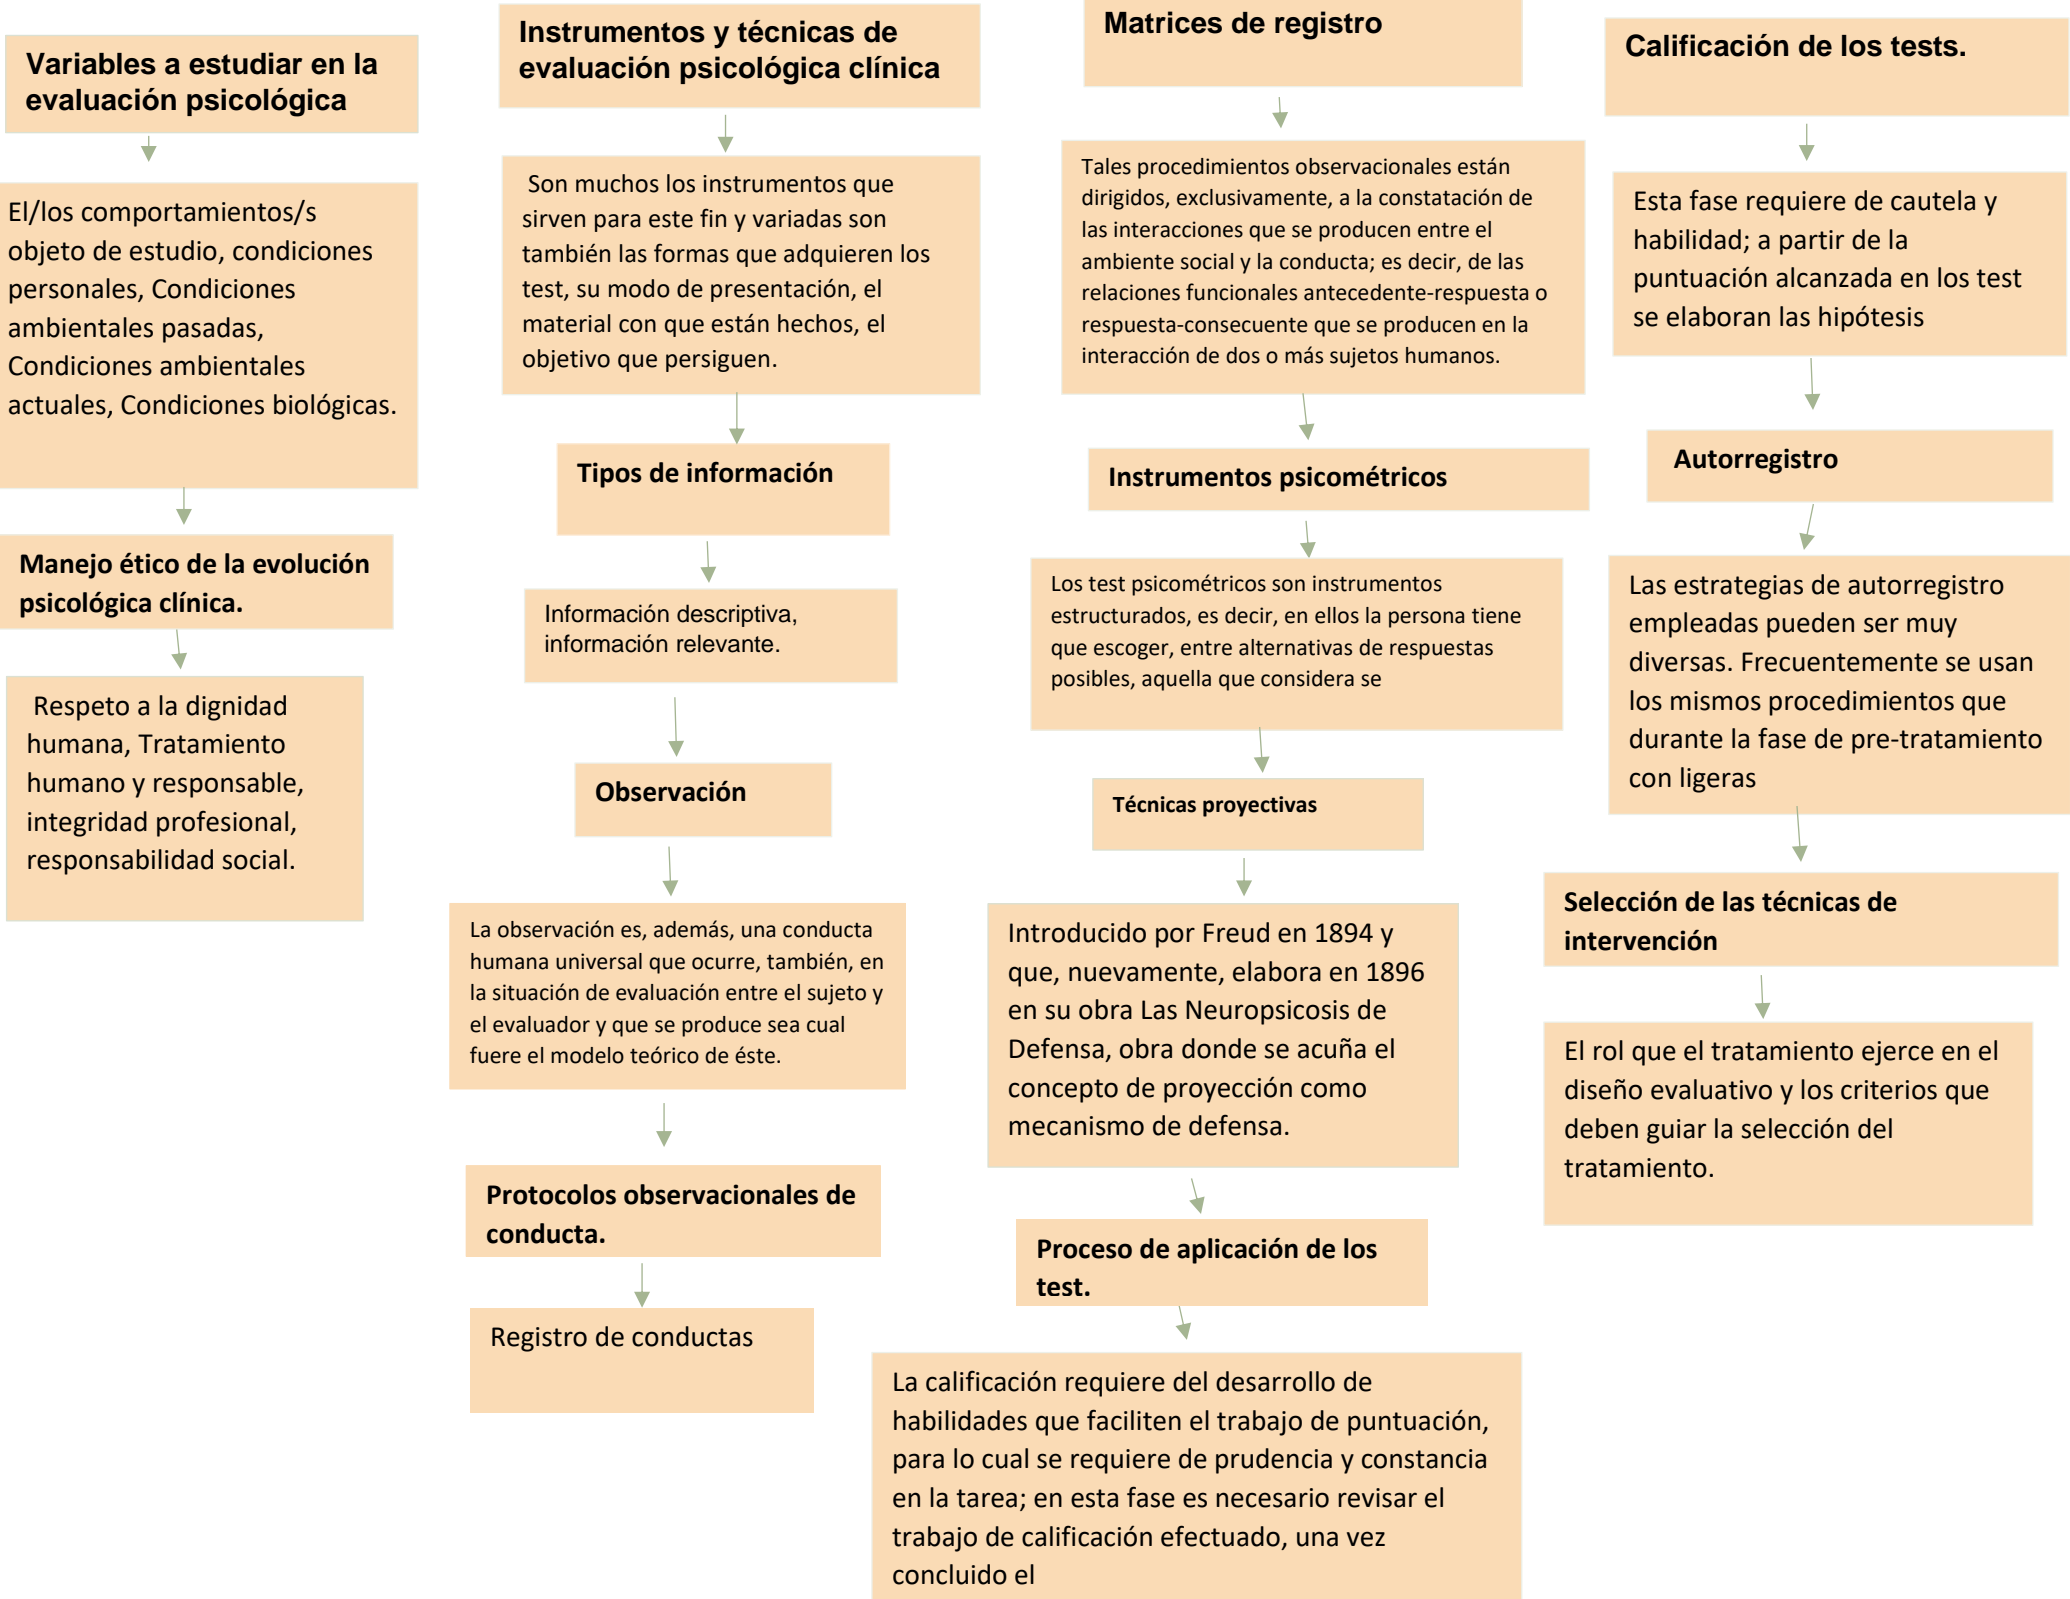 Variables a estudiar en la
evaluación psicológica
El/los comportamientos/s
objeto de estudio, condiciones
personales, Condiciones
ambientales pasadas,
Condiciones ambientales
actuales, Condiciones biológicas.
Manejo ético de la evolución
psicológica clínica.
Respeto a la dignidad
humana, Tratamiento
humano y responsable,
integridad profesional,
responsabilidad social.
Instrumentos y técnicas de
evaluación psicológica clínica
Son muchos los instrumentos que
sirven para este fin y variadas son
también las formas que adquieren los
test, su modo de presentación, el
material con que están hechos, el
objetivo que persiguen.
Tipos de información
Información descriptiva,
información relevante.
Observación
La observación es, además, una conducta
humana universal que ocurre, también, en
la situación de evaluación entre el sujeto y
el evaluador y que se produce sea cual
fuere el modelo teórico de éste.
Protocolos observacionales de
conducta.
Registro de conductas
Matrices de registro
Tales procedimientos observacionales están
dirigidos, exclusivamente, a la constatación de
las interacciones que se producen entre el
ambiente social y la conducta; es decir, de las
relaciones funcionales antecedente-respuesta o
respuesta-consecuente que se producen en la
interacción de dos o más sujetos humanos.
Instrumentos psicométricos
Los test psicométricos son instrumentos
estructurados, es decir, en ellos la persona tiene
que escoger, entre alternativas de respuestas
posibles, aquella que considera se
Técnicas proyectivas
Introducido por Freud en 1894 y
que, nuevamente, elabora en 1896
en su obra Las Neuropsicosis de
Defensa, obra donde se acuña el
concepto de proyección como
mecanismo de defensa.
Proceso de aplicación de los
test.
La calificación requiere del desarrollo de
habilidades que faciliten el trabajo de puntuación,
para lo cual se requiere de prudencia y constancia
en la tarea; en esta fase es necesario revisar el
trabajo de calificación efectuado, una vez
concluido el
Calificación de los tests.
Esta fase requiere de cautela y
habilidad; a partir de la
puntuación alcanzada en los test
se elaboran las hipótesis
Autorregistro
Las estrategias de autorregistro
empleadas pueden ser muy
diversas. Frecuentemente se usan
los mismos procedimientos que
durante la fase de pre-tratamiento
con ligeras
Selección de las técnicas de
intervención
El rol que el tratamiento ejerce en el
diseño evaluativo y los criterios que
deben guiar la selección del
tratamiento.